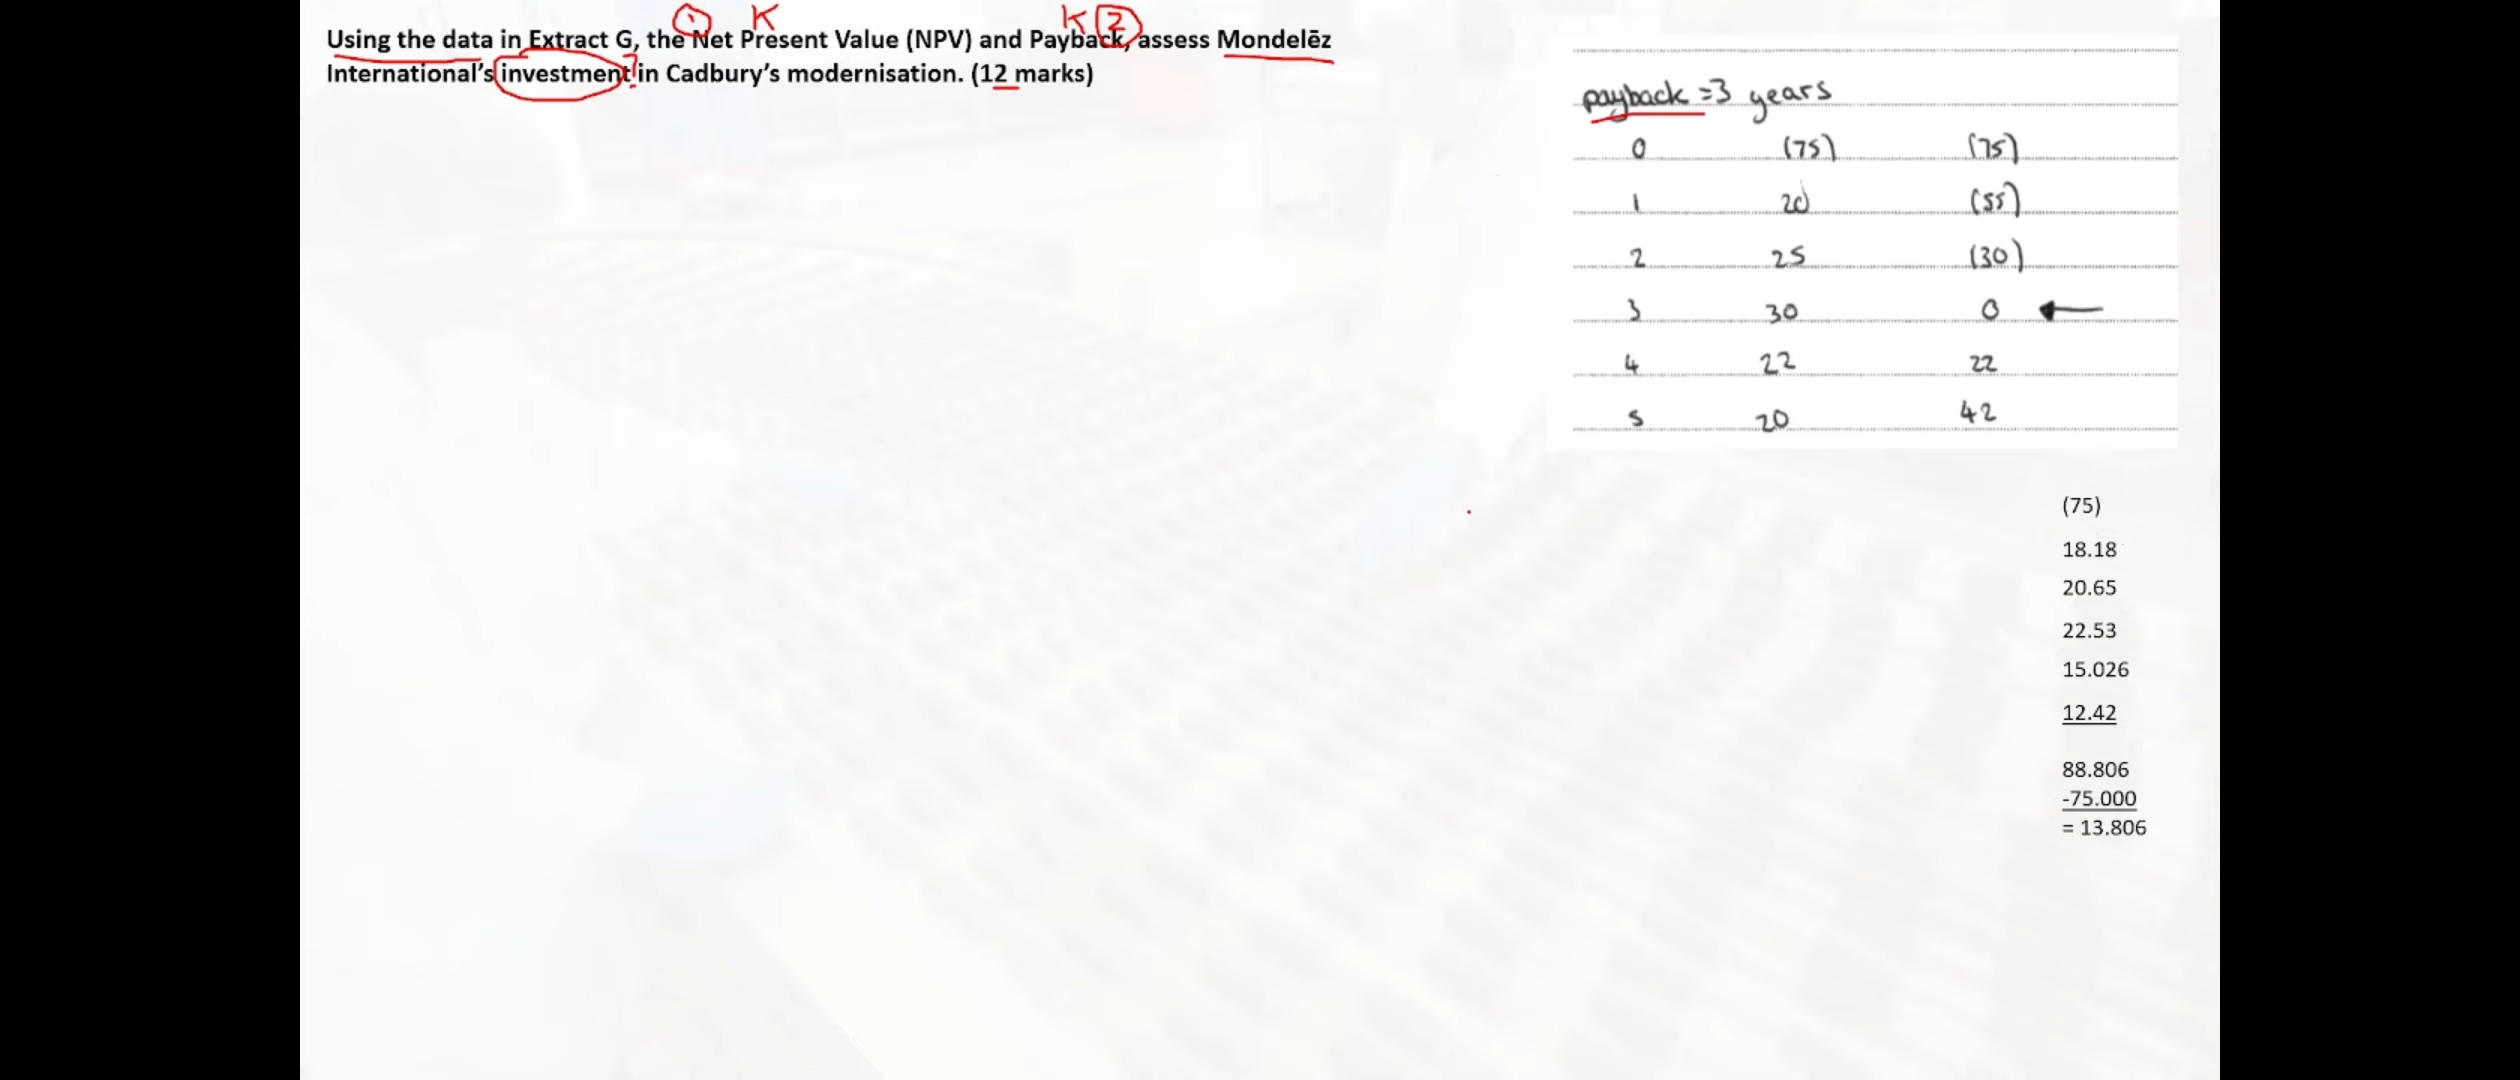 ① K K ②
Using the data in Extract G, the Net Present Value (NPV) and Payback, assess Mondelēz
International's investment in Cadbury's modernisation. (12 marks)
payback = 3 years
0 (75) (75)
1 20 (55)
2 25 (30)
3 30 0
4 22 22
5 20 42
(75)
18.18
20.65
22.53
15.026
12.42
88.806
-75.000
= 13.806